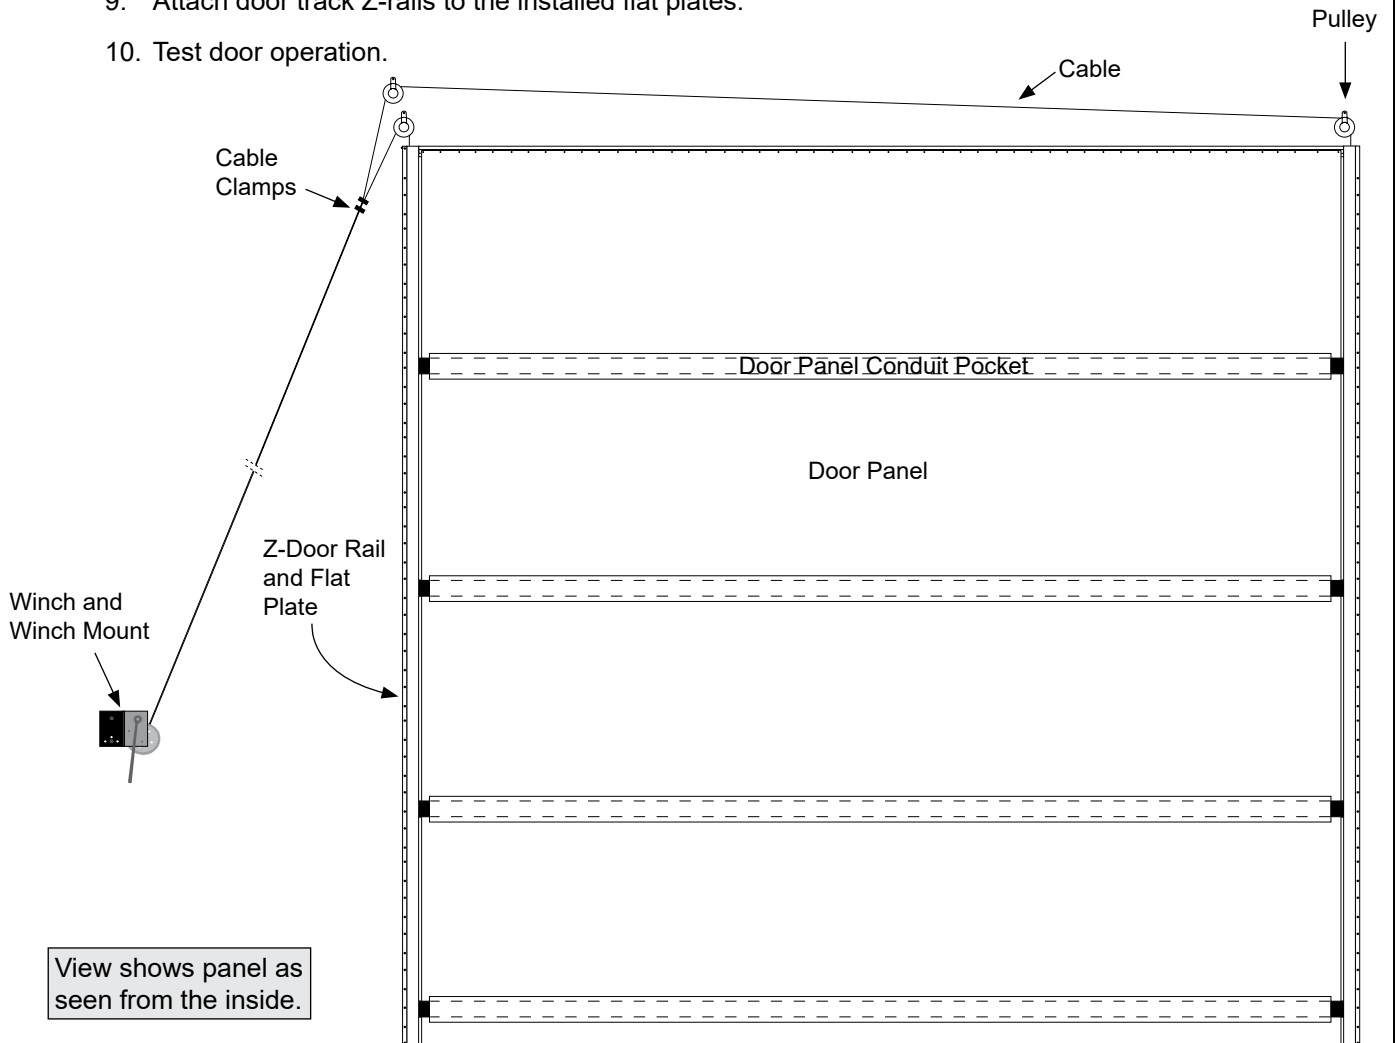 9. Attach door track Z-rails to the installed flat plates.
10. Test door operation.
Pulley
Cable
Cable
Clamps
Door Panel Conduit Pocket
Door Panel
Z-Door Rail
and Flat
Plate
Winch and
Winch Mount
View shows panel as
seen from the inside.